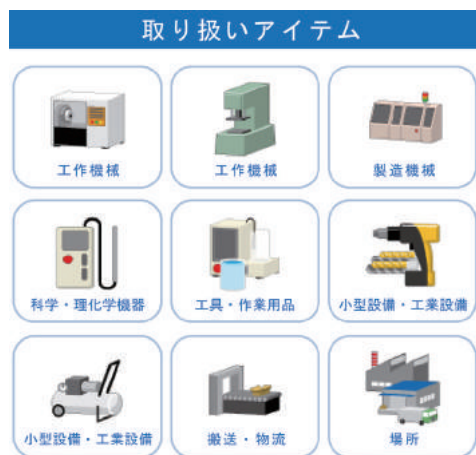 取り扱いアイテム
工作機械
工作機械
製造機械
科学・理化学機器
工具・作業用品
小型設備・工業設備
小型設備・工業設備
搬送・物流
場所